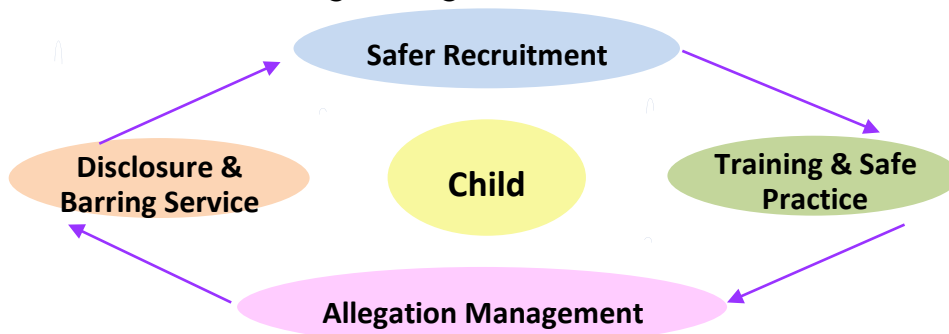 Safer Recruitment
Disclosure &
Barring Service
Child
Training & Safe
Practice
Allegation Management